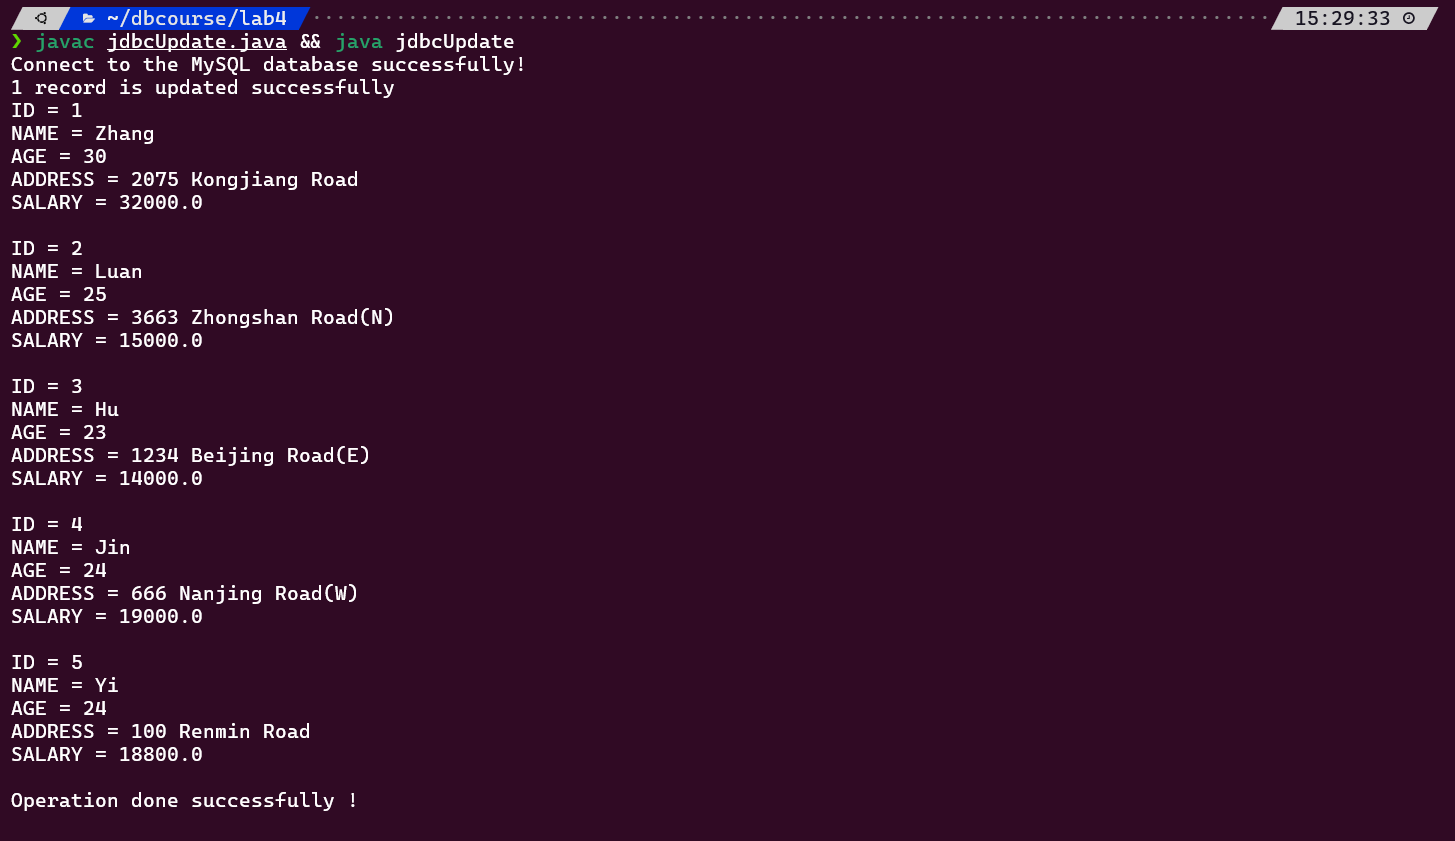 ~/dbcourse/lab4 15:29:33
❯ javac jdbcUpdate.java && java jdbcUpdate
Connect to the MySQL database successfully!
1 record is updated successfully
ID = 1
NAME = Zhang
AGE = 30
ADDRESS = 2075 Kongjiang Road
SALARY = 32000.0

ID = 2
NAME = Luan
AGE = 25
ADDRESS = 3663 Zhongshan Road(N)
SALARY = 15000.0

ID = 3
NAME = Hu
AGE = 23
ADDRESS = 1234 Beijing Road(E)
SALARY = 14000.0

ID = 4
NAME = Jin
AGE = 24
ADDRESS = 666 Nanjing Road(W)
SALARY = 19000.0

ID = 5
NAME = Yi
AGE = 24
ADDRESS = 100 Renmin Road
SALARY = 18800.0

Operation done successfully !